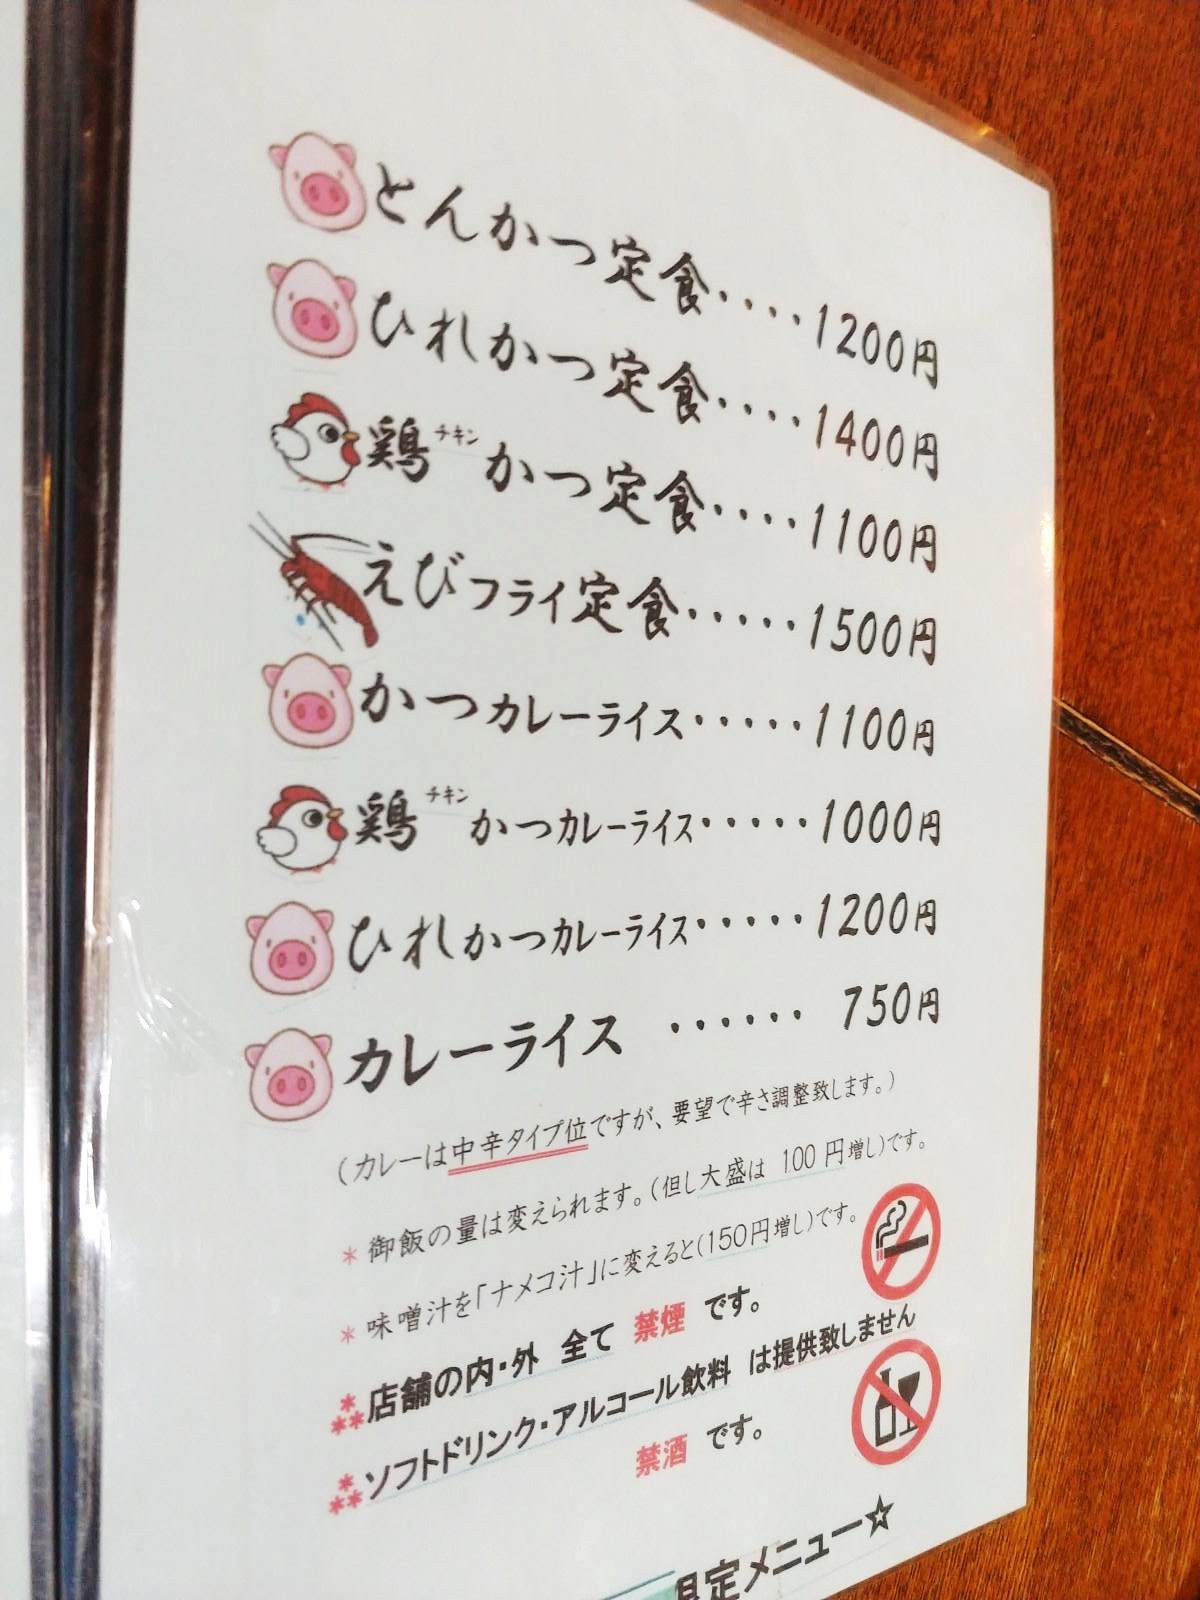 とんかつ定食････1200円
ひれかつ定食････1400円
鶏チキンかつ定食････1100円
えびフライ定食･････1500円
かつカレーライス･････1100円
鶏チキンかつカレーライス･････1000円
ひれかつカレーライス･････1200円
カレーライス ･･････ 750円
(カレーは中辛タイプ位ですが、要望で辛さ調整致します。)
* 御飯の量は変えられます。(但し大盛は 100 円増し)です。
* 味噌汁を「ナメコ汁」に変えると(150円増し)です。
⁂店舗の内・外 全て 禁煙 です。
⁂ソフトドリンク・アルコール飲料 は提供致しません
禁酒 です。
定メニュー☆